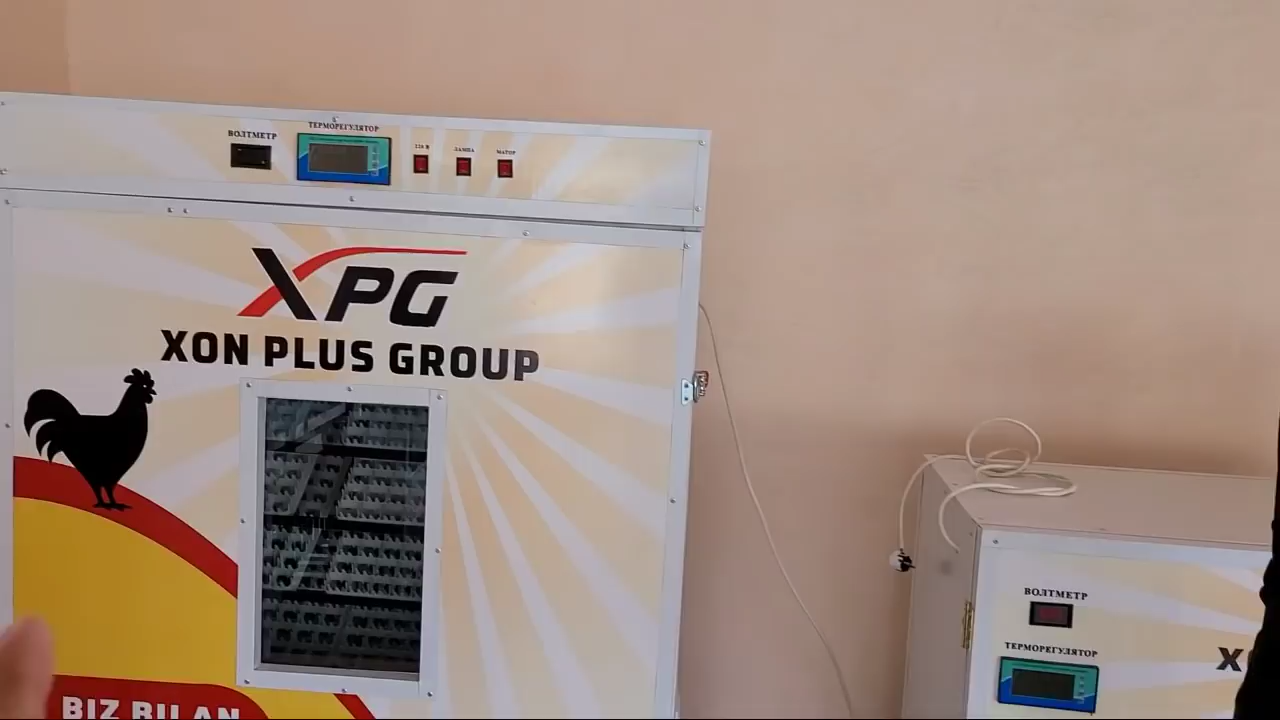 ВОЛТМЕТР
ТЕРМОРЕГУЛЯТОР
220 В
ЛАМПА
МАТОР
XPG
XON PLUS GROUP
BIZ BILAN
ВОЛТМЕТР
ТЕРМОРЕГУЛЯТОР
X